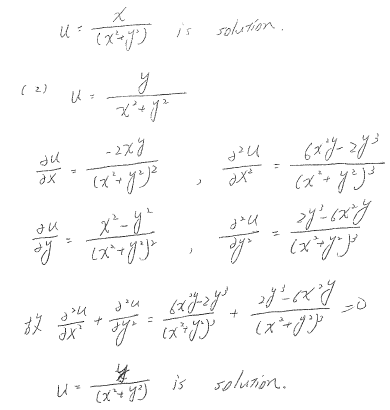 u = x/(x²+y²) is solution.
(2) u = y/(x²+y²)
∂u/∂x = -2xy/(x²+y²)² , ∂²u/∂x² = (6x²y-2y³)/(x²+y²)³
∂u/∂y = (x²-y²)/(x²+y²)² , ∂²u/∂y² = (2y³-6x²y)/(x²+y²)³
故 ∂²u/∂x² + ∂²u/∂y² = (6x²y-2y³)/(x²+y²)³ + (2y³-6x²y)/(x²+y²)³ =0
u = y/(x²+y²) is solution.